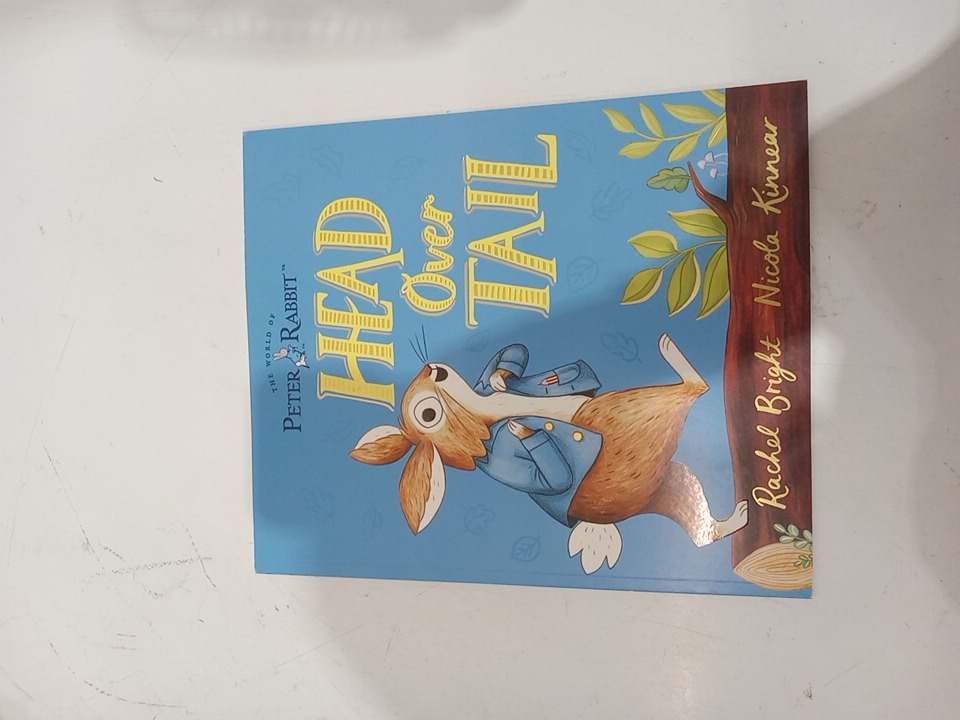 THE WORLD OF
PETER RABBIT™
HEAD
Over
TAIL
Rachel Bright Nicola Kinnear